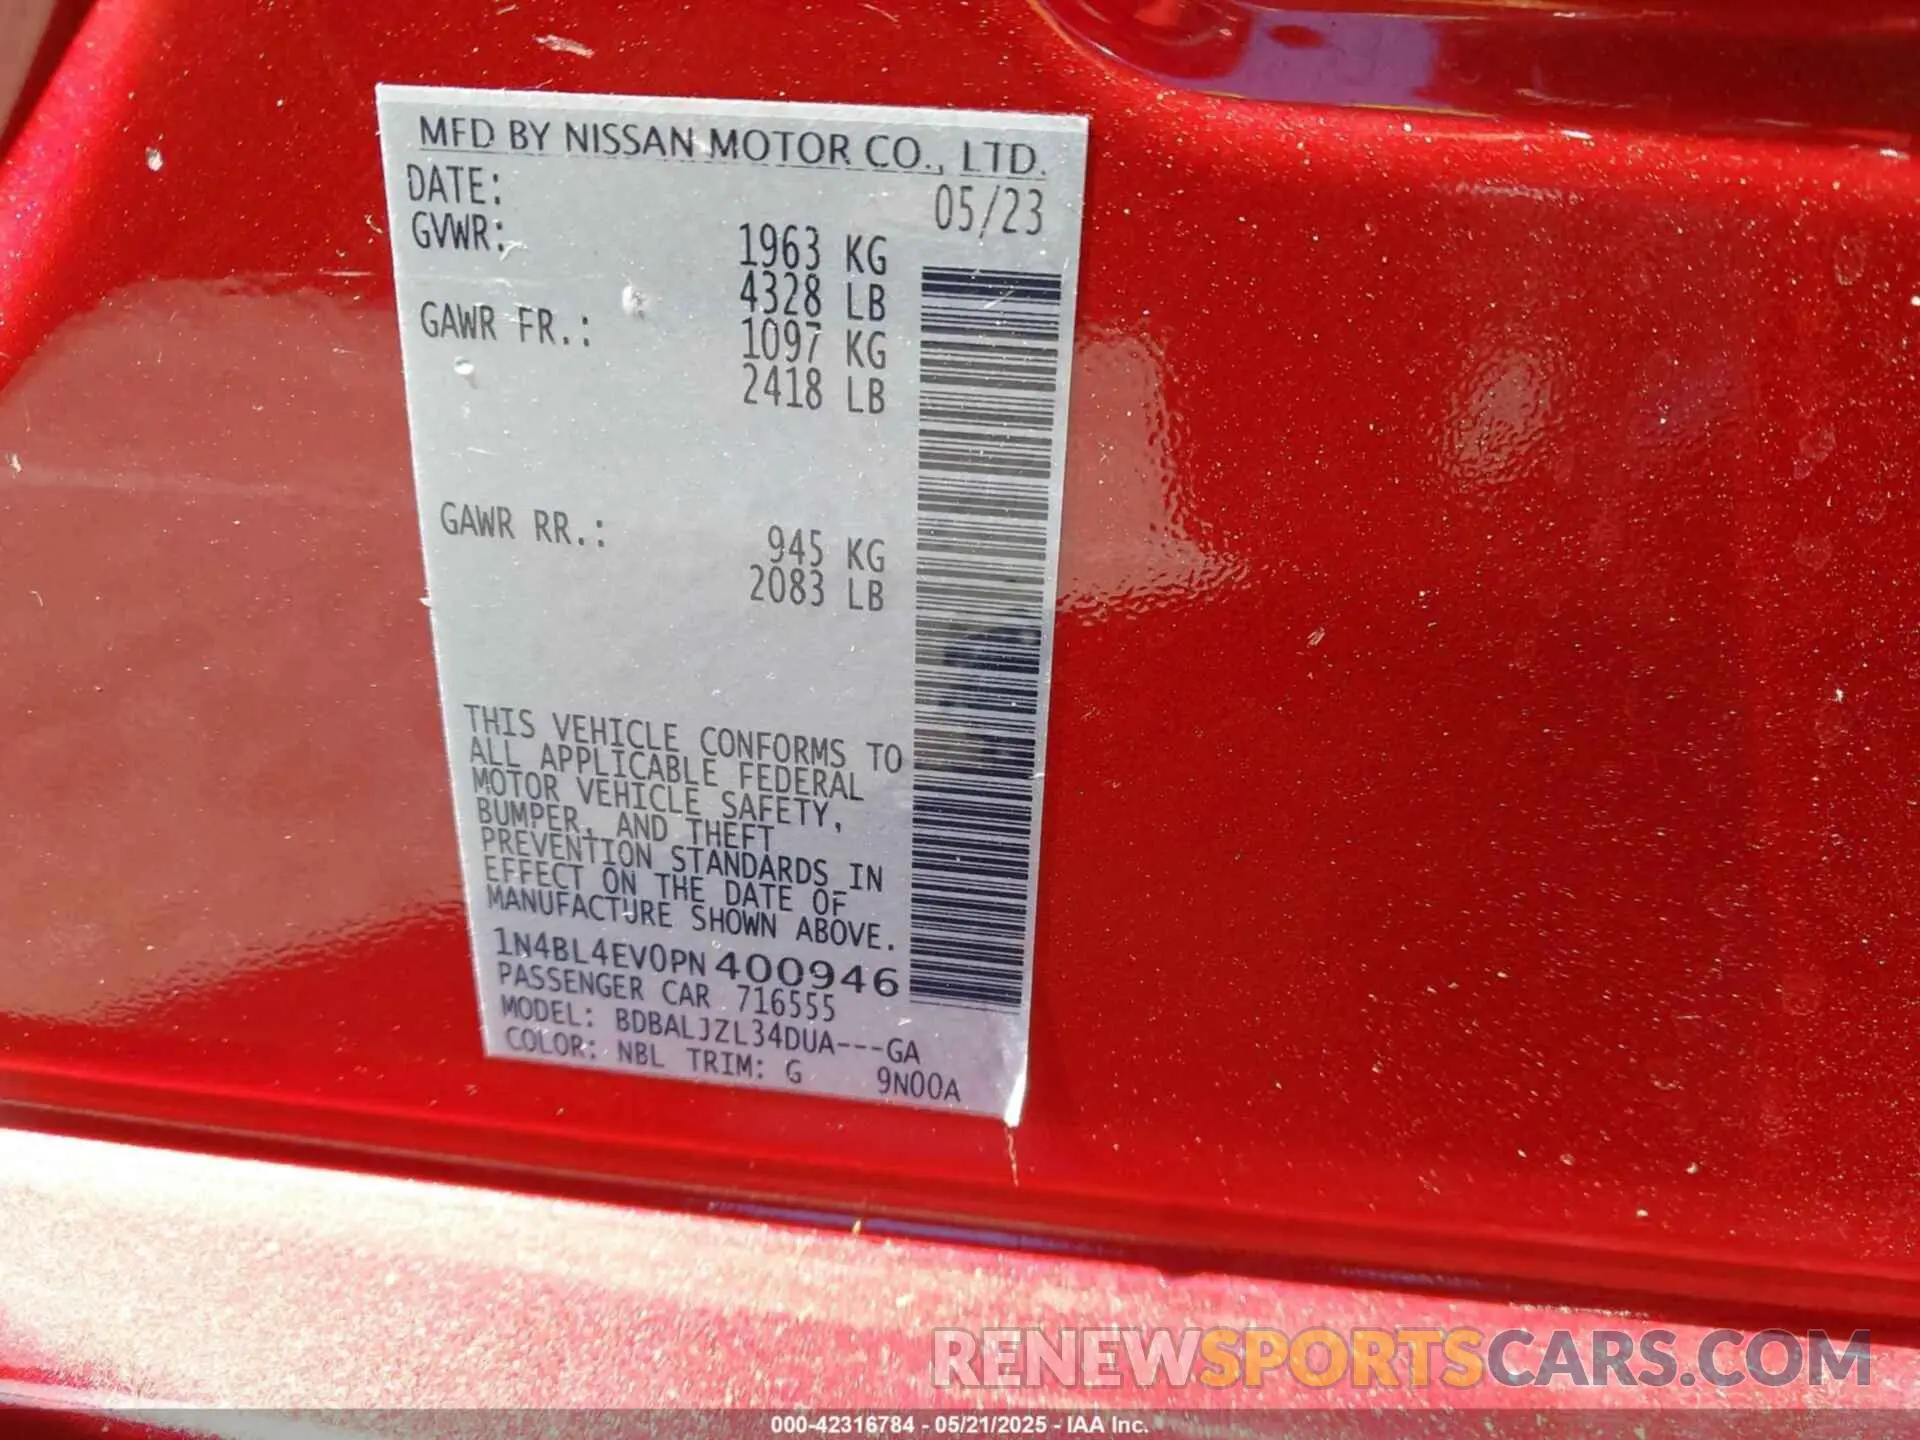 MFD BY NISSAN MOTOR CO., LTD.
DATE: 05/23
GVWR: 1963 KG
4328 LB
GAWR FR.: 1097 KG
2418 LB
GAWR RR.: 945 KG
2083 LB
THIS VEHICLE CONFORMS TO
ALL APPLICABLE FEDERAL
MOTOR VEHICLE SAFETY,
BUMPER, AND THEFT
PREVENTION STANDARDS IN
EFFECT ON THE DATE OF
MANUFACTURE SHOWN ABOVE.
1N4BL4EV0PN400946
PASSENGER CAR 716555
MODEL: BDBALJZL34DUA---GA
COLOR: NBL TRIM: G 9N00A
RENEWSPORTSCARS.COM
000-42316784 - 05/21/2025 - IAA Inc.